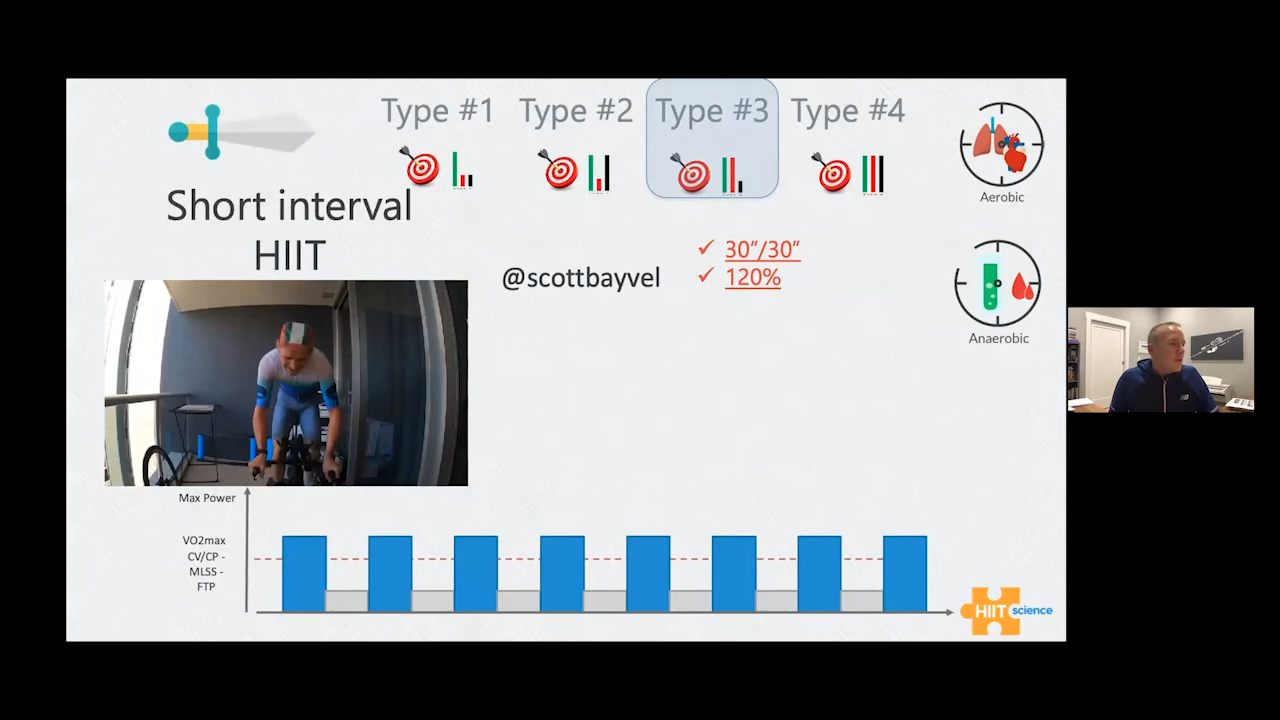 Type #1
Type #2
Type #3
Type #4
Short interval
HIIT
Aerobic
✓ 30”/30”
✓ 120%
@scottbayvel
Anaerobic
Max Power
VO2max
CV/CP -
MLSS -
FTP
HIIT science